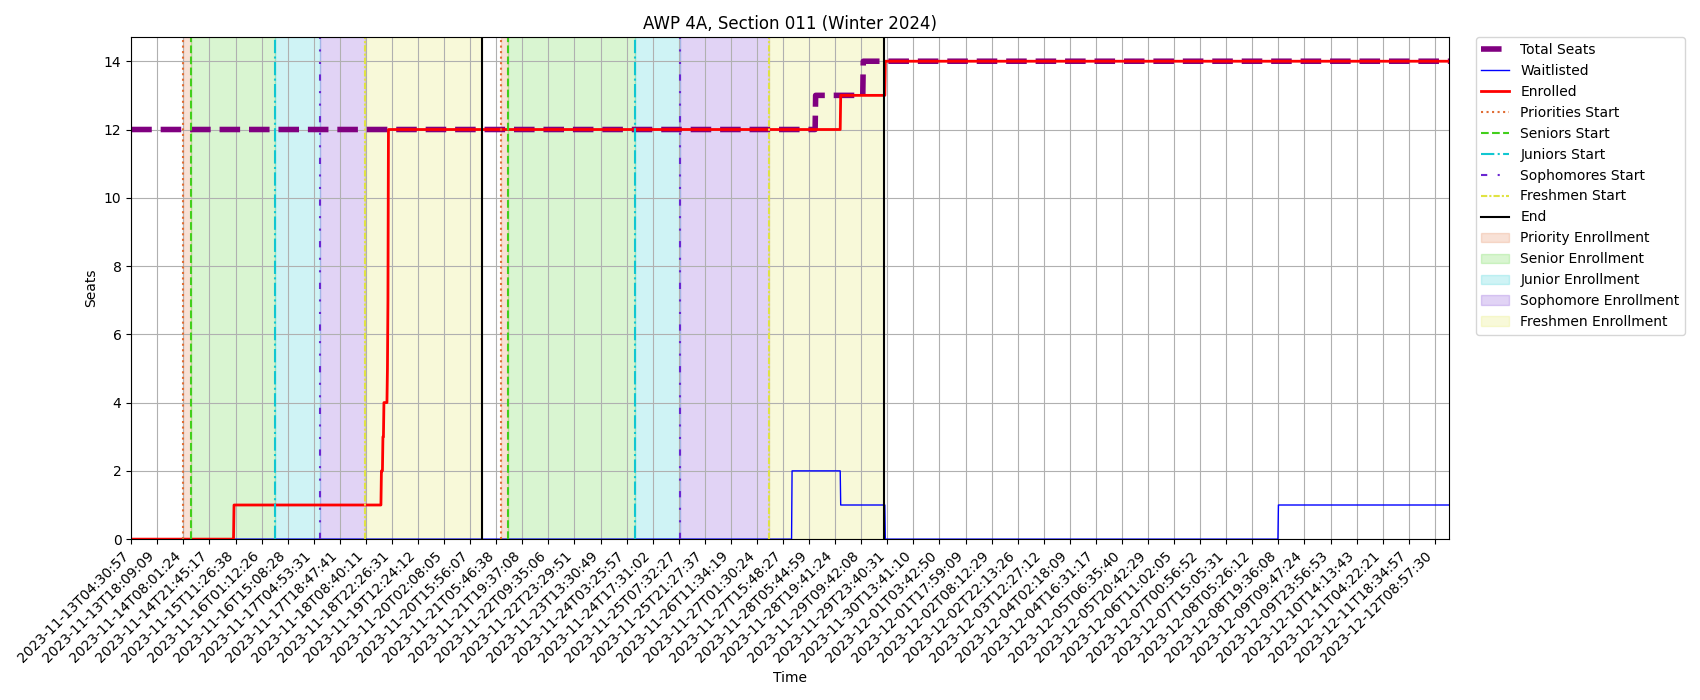 AWP 4A, Section 011 (Winter 2024)
14
12
10
8
6
4
2
0
Seats
2023-11-13T04:30:57
2023-11-13T18:09:09
2023-11-14T08:01:24
2023-11-14T21:45:17
2023-11-15T11:26:38
2023-11-16T01:12:26
2023-11-16T15:08:28
2023-11-17T04:53:31
2023-11-17T18:47:41
2023-11-18T08:40:11
2023-11-18T22:26:31
2023-11-19T12:24:12
2023-11-20T02:08:05
2023-11-20T15:56:07
2023-11-21T05:46:38
2023-11-21T19:37:08
2023-11-22T09:35:06
2023-11-22T23:29:51
2023-11-23T13:30:49
2023-11-24T03:25:57
2023-11-24T17:31:02
2023-11-25T07:32:27
2023-11-25T21:27:37
2023-11-26T11:34:19
2023-11-27T01:30:24
2023-11-27T15:48:27
2023-11-28T05:44:59
2023-11-28T19:41:24
2023-11-29T09:42:08
2023-11-29T23:40:31
2023-11-30T13:41:10
2023-12-01T03:42:50
2023-12-01T17:59:09
2023-12-02T08:12:29
2023-12-02T22:13:26
2023-12-03T12:27:12
2023-12-04T02:18:09
2023-12-04T16:31:17
2023-12-05T06:35:40
2023-12-05T20:42:29
2023-12-06T11:02:05
2023-12-07T00:56:52
2023-12-07T15:05:31
2023-12-08T05:26:12
2023-12-08T19:36:08
2023-12-09T09:47:24
2023-12-09T23:56:53
2023-12-10T14:13:43
2023-12-11T04:22:21
2023-12-11T18:34:57
2023-12-12T08:57:30
Time
Total Seats
Waitlisted
Enrolled
Priorities Start
Seniors Start
Juniors Start
Sophomores Start
Freshmen Start
End
Priority Enrollment
Senior Enrollment
Junior Enrollment
Sophomore Enrollment
Freshmen Enrollment